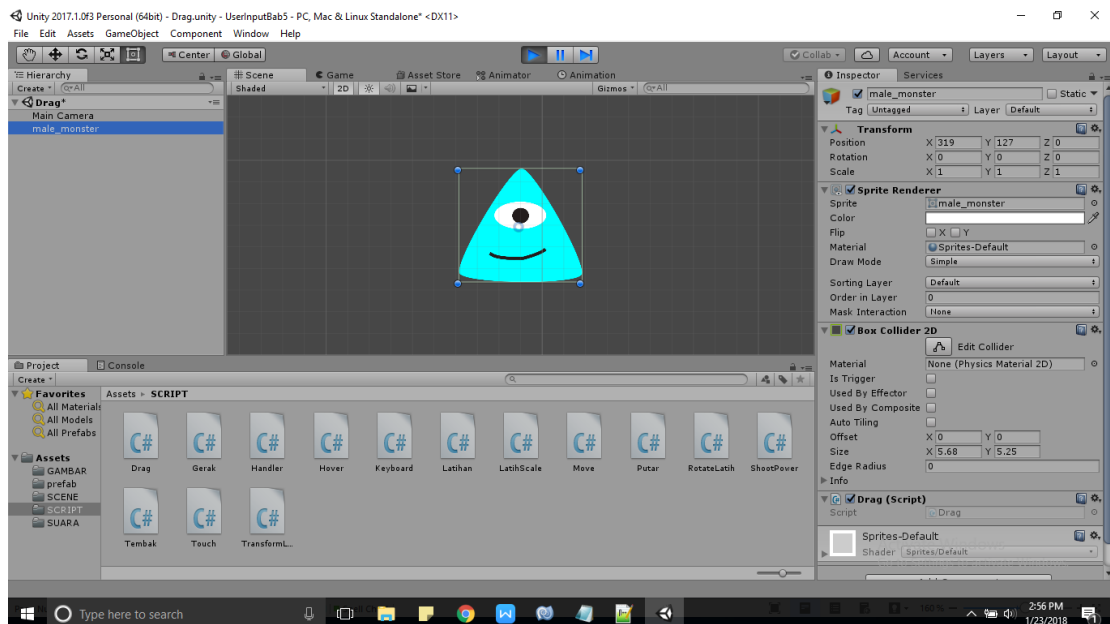 Unity 2017.1.0f3 Personal (64bit) - Drag.unity - UserInputBab5 - PC, Mac & Linux Standalone* <DX11>
File Edit Assets GameObject Component Window Help
Center Global Collab Account Layers Layout
Hierarchy
Create All
Drag*
Main Camera
male_monster
Scene Game Asset Store Animator Animation
Shaded 2D Gizmos All
Inspector Services
male_monster Static
Tag Untagged Layer Default
Transform
Position X 319 Y 127 Z 0
Rotation X 0 Y 0 Z 0
Scale X 1 Y 1 Z 1
Sprite Renderer
Sprite male_monster
Color
Flip X Y
Material Sprites-Default
Draw Mode Simple
Sorting Layer Default
Order in Layer 0
Mask Interaction None
Box Collider 2D
Edit Collider
Material None (Physics Material 2D)
Is Trigger
Used By Effector
Used By Composite
Auto Tiling
Offset X 0 Y 0
Size X 5.68 Y 5.25
Edge Radius 0
Info
Drag (Script)
Script Drag
Sprites-Default
Shader Sprites/Default
Project Console
Create
Favorites
All Materials
All Models
All Prefabs
Assets
GAMBAR
prefab
SCENE
SCRIPT
SUARA
Assets SCRIPT
C# C# C# C# C# C# C# C# C# C# C#
Drag Gerak Handler Hover Keyboard Latihan LatihScale Move Putar RotateLatih ShootPower
C# C# C#
Tembak Touch TransformL...
Type here to search
160%
2:56 PM
1/23/2018